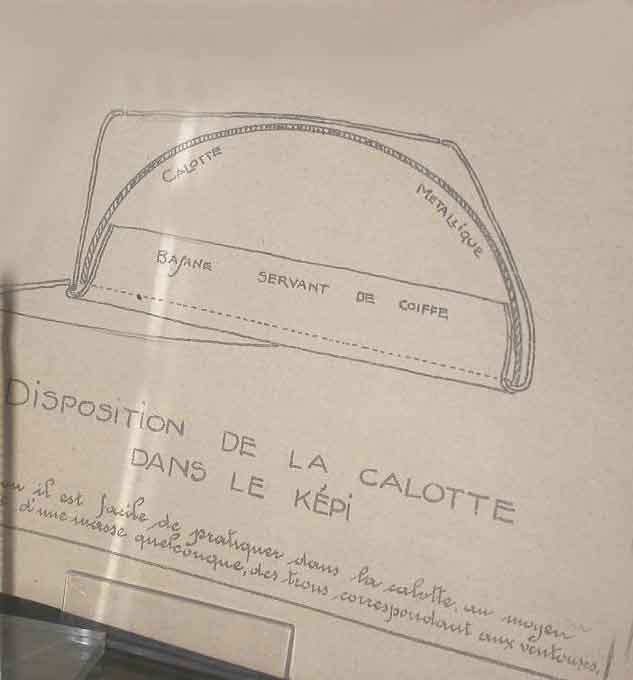 CALOTTE
METALLIQUE
BASANE SERVANT DE COIFFE
DISPOSITION DE LA CALOTTE
DANS LE KÉPI
il est facile de pratiquer dans la calotte, au moyen
d'une masse quelconque, des trous correspondant aux ventouses.